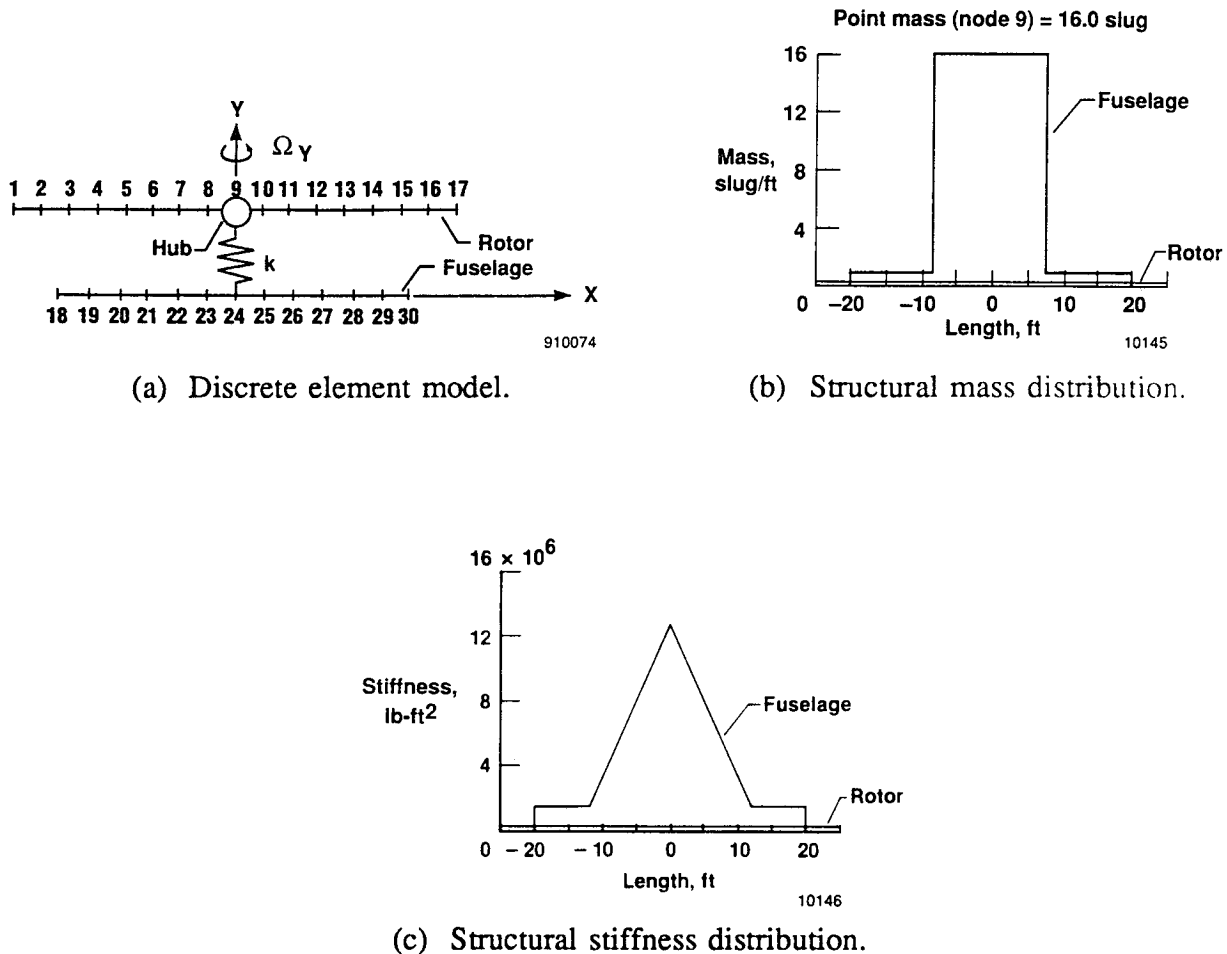 Y
Ω Y
1 2 3 4 5 6 7 8 9 10 11 12 13 14 15 16 17
Hub
Rotor
k
Fuselage
X
18 19 20 21 22 23 24 25 26 27 28 29 30
910074
(a) Discrete element model.
Point mass (node 9) = 16.0 slug
16
12
8
4
Mass,
slug/ft
Fuselage
Rotor
0 –20 –10 0 10 20
Length, ft
10145
(b) Structural mass distribution.
16 × 10^6
12
8
4
Stiffness,
lb-ft2
Fuselage
Rotor
0 – 20 – 10 0 10 20
Length, ft
10146
(c) Structural stiffness distribution.